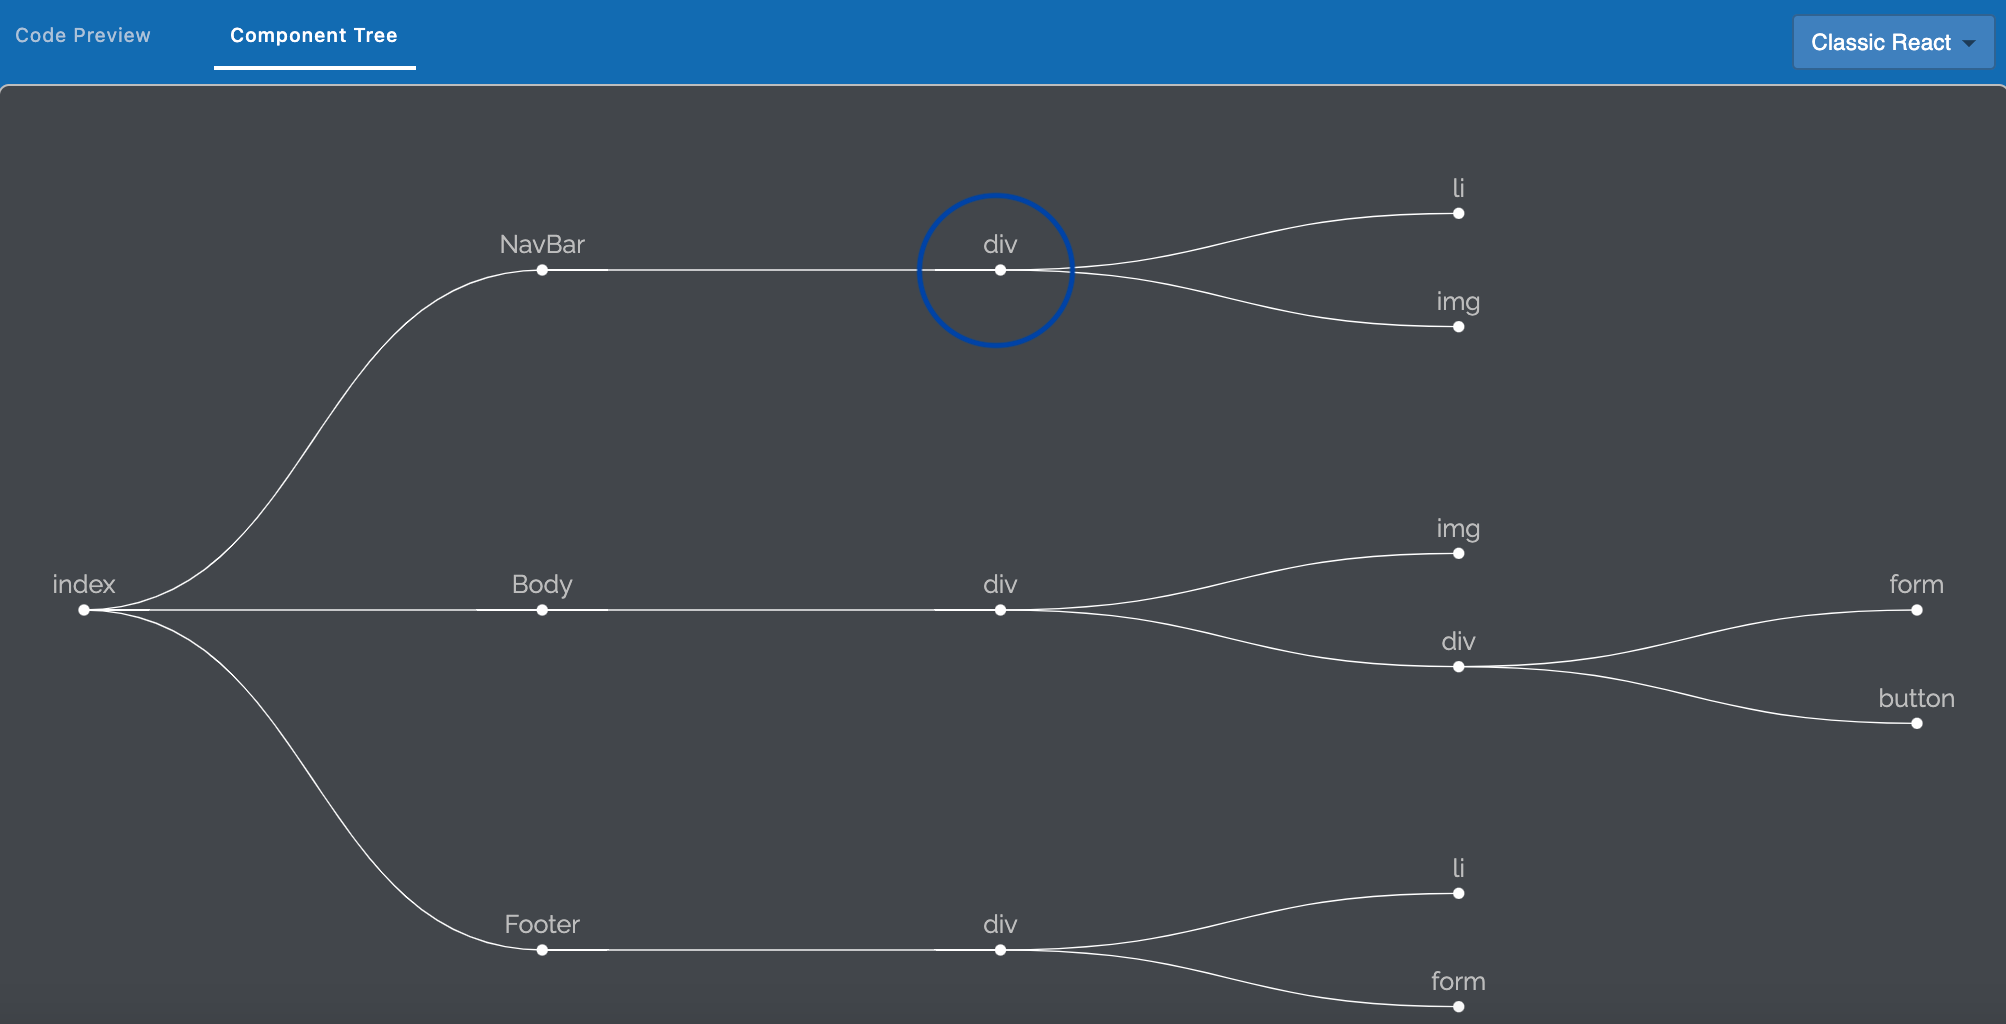 Code Preview
Component Tree
Classic React
li
NavBar
div
img
img
index
Body
div
form
div
button
li
Footer
div
form